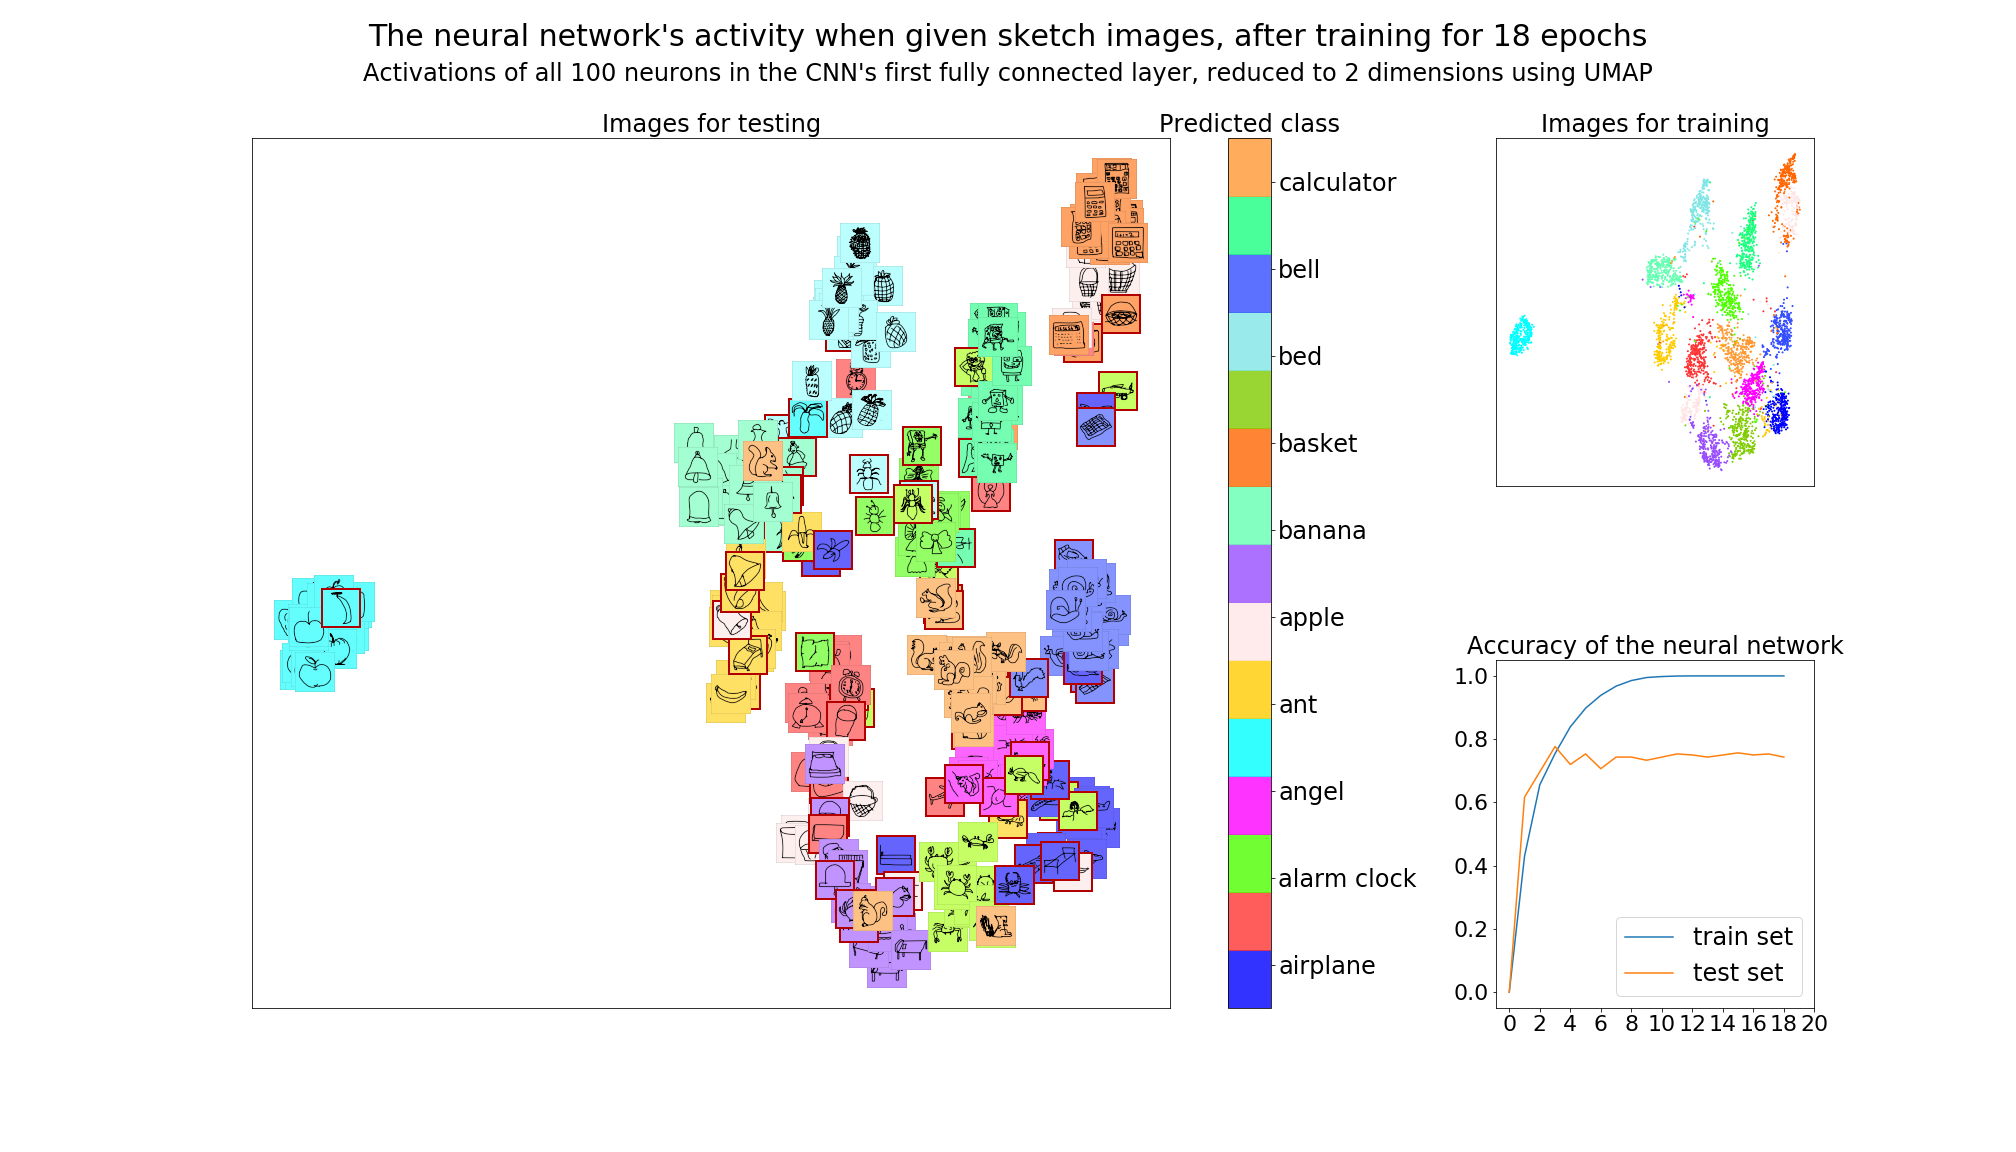 The neural network's activity when given sketch images, after training for 18 epochs
Activations of all 100 neurons in the CNN's first fully connected layer, reduced to 2 dimensions using UMAP
Images for testing
Predicted class
calculator
bell
bed
basket
banana
apple
ant
angel
alarm clock
airplane
Images for training
Accuracy of the neural network
1.0
0.8
0.6
0.4
0.2
0.0
train set
test set
0 2 4 6 8 10 12 14 16 18 20